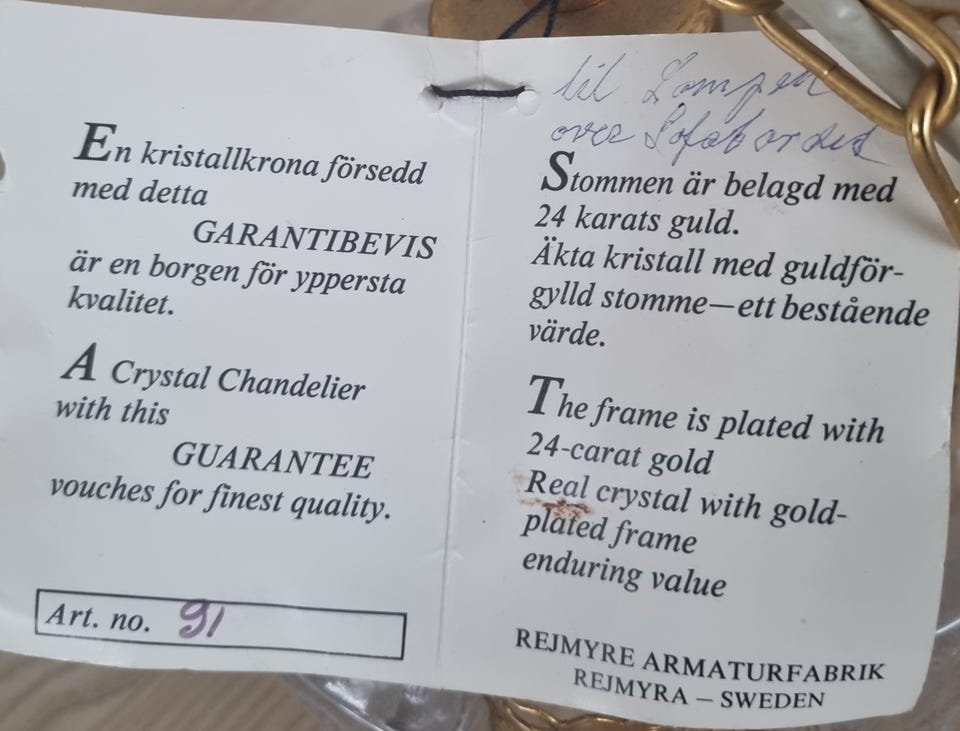 En kristallkrona försedd
med detta
GARANTIBEVIS
är en borgen för yppersta
kvalitet.
A Crystal Chandelier
with this
GUARANTEE
vouches for finest quality.
Art. no. 91
til Lampen
over Sofabordet
Stommen är belagd med
24 karats guld.
Äkta kristall med guldför-
gylld stomme—ett bestående
värde.
The frame is plated with
24-carat gold
Real crystal with gold-
plated frame
enduring value
REJMYRE ARMATURFABRIK
REJMYRA – SWEDEN